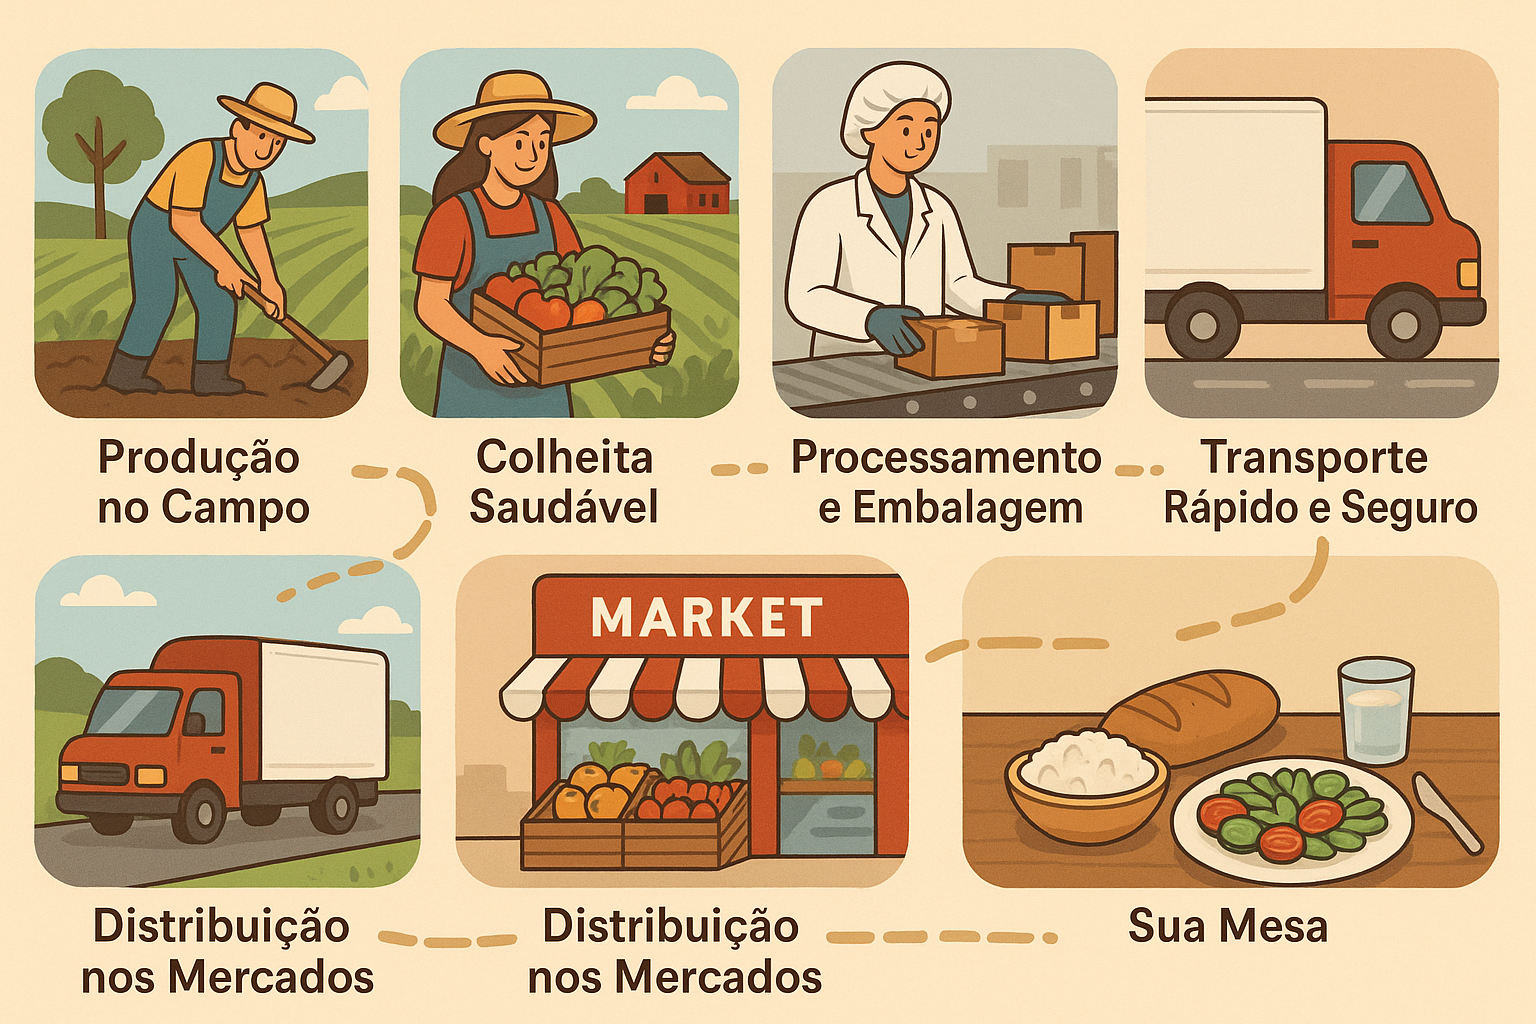 Produção
no Campo
Colheita
Saudável
Processamento
e Embalagem
Transporte
Rápido e Seguro
MARKET
Distribuição
nos Mercados
Distribuição
nos Mercados
Sua Mesa